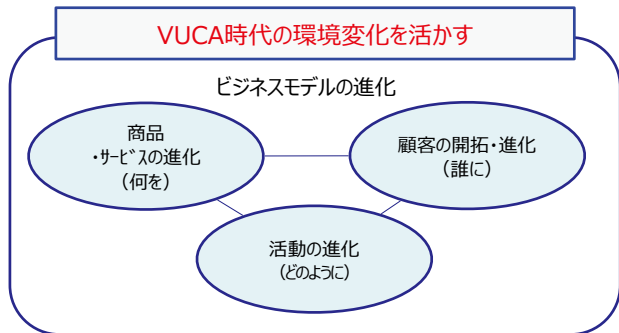 VUCA時代の環境変化を活かす
ビジネスモデルの進化
商品
・ｻｰﾋﾞｽの進化
(何を)
顧客の開拓・進化
(誰に)
活動の進化
(どのように)